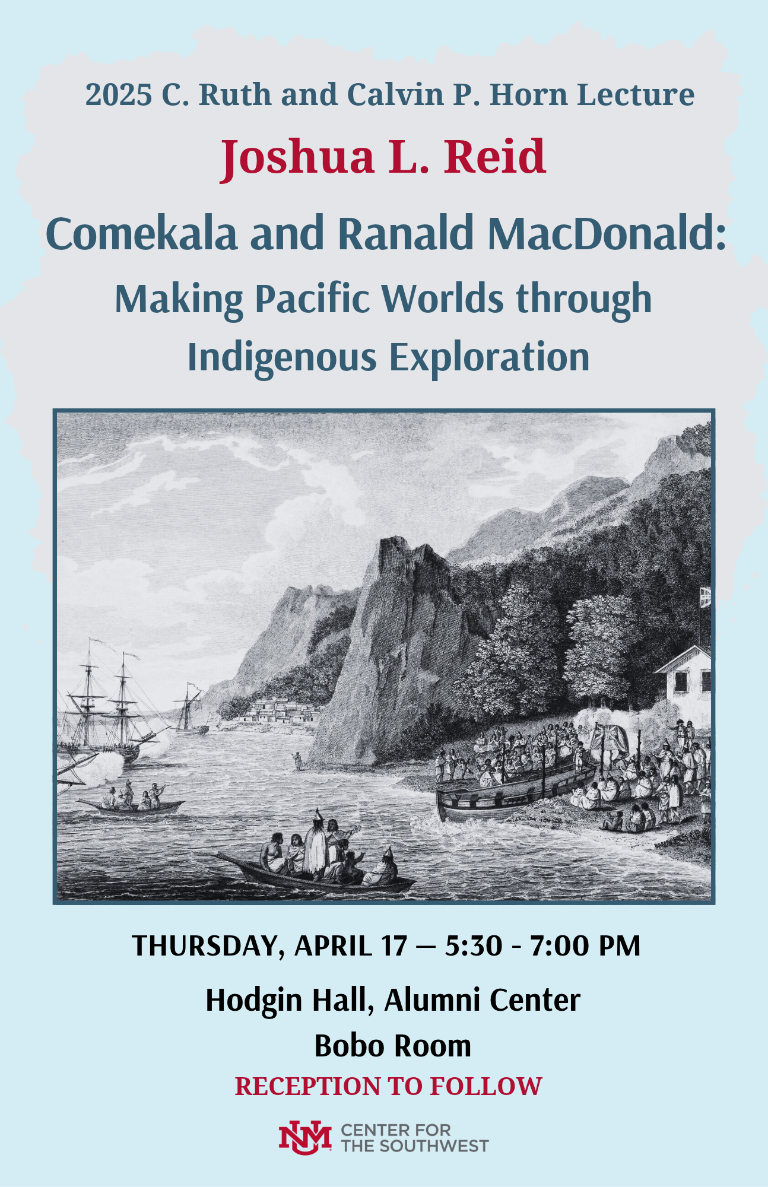 2025 C. Ruth and Calvin P. Horn Lecture
Joshua L. Reid
Comekala and Ranald MacDonald:
Making Pacific Worlds through
Indigenous Exploration
THURSDAY, APRIL 17 — 5:30 - 7:00 PM
Hodgin Hall, Alumni Center
Bobo Room
RECEPTION TO FOLLOW
UNM CENTER FOR
THE SOUTHWEST